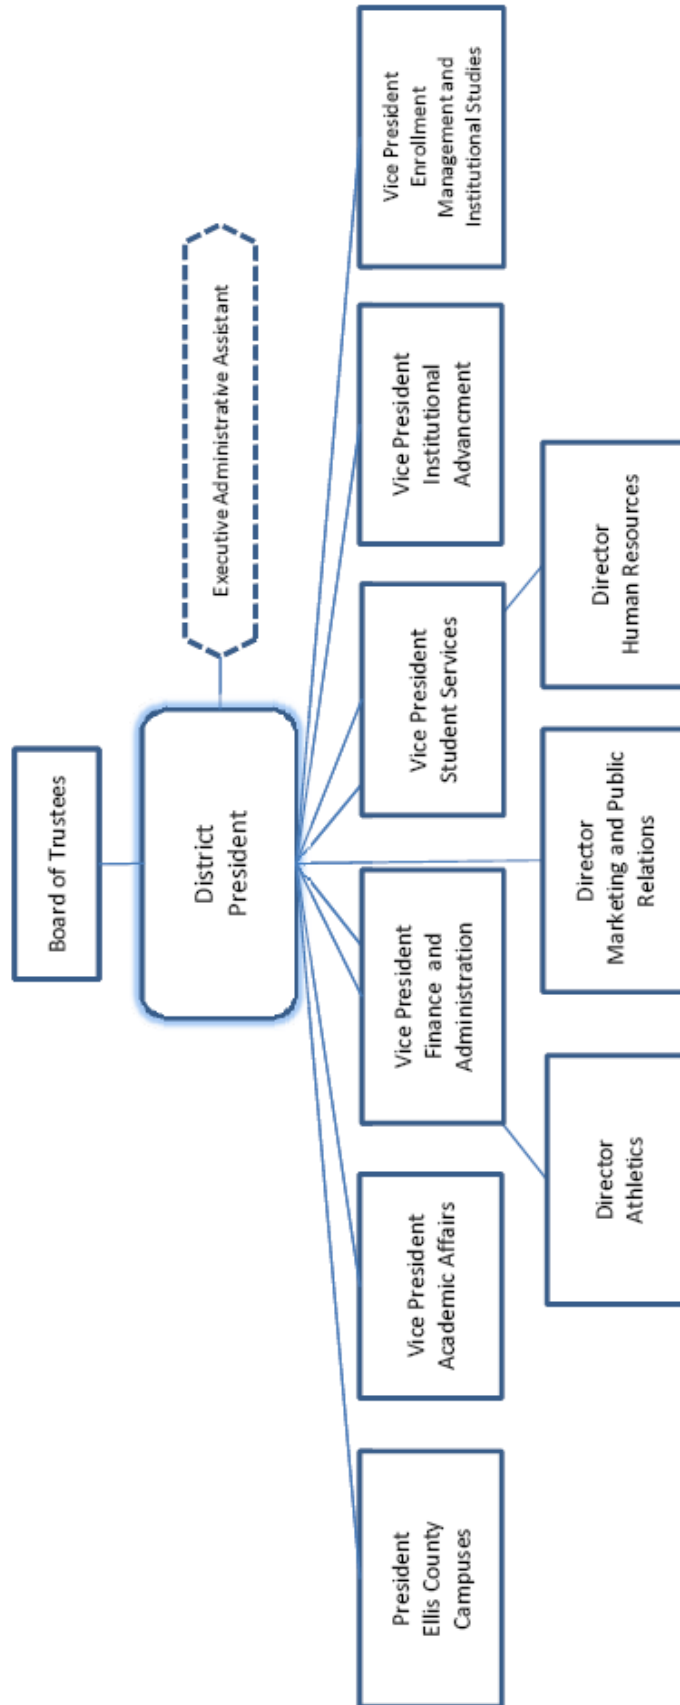 Board of Trustees
District
President
Executive Administrative Assistant
President
Ellis County
Campuses
Vice President
Academic Affairs
Vice President
Finance and
Administration
Vice President
Student Services
Vice President
Institutional
Advancment
Vice President
Enrollment
Management and
Institutional Studies
Director
Athletics
Director
Marketing and Public
Relations
Director
Human Resources